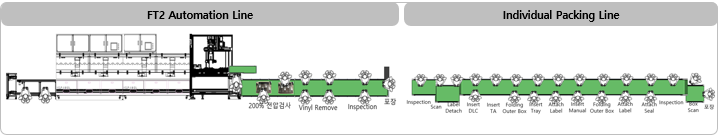 FT2 Automation Line
Individual Packing Line
200% 전압검사
Vinyl Remove
Inspection
포장
Inspection
Scan
Label
Detach
Insert
DLC
Insert
TA
Folding
Outer Box
Insert
Tray
Attach
Label
Insert
Manual
Folding
Outer Box
Attach
Label
Attach
Seal
Inspection
Box
Scan
포장